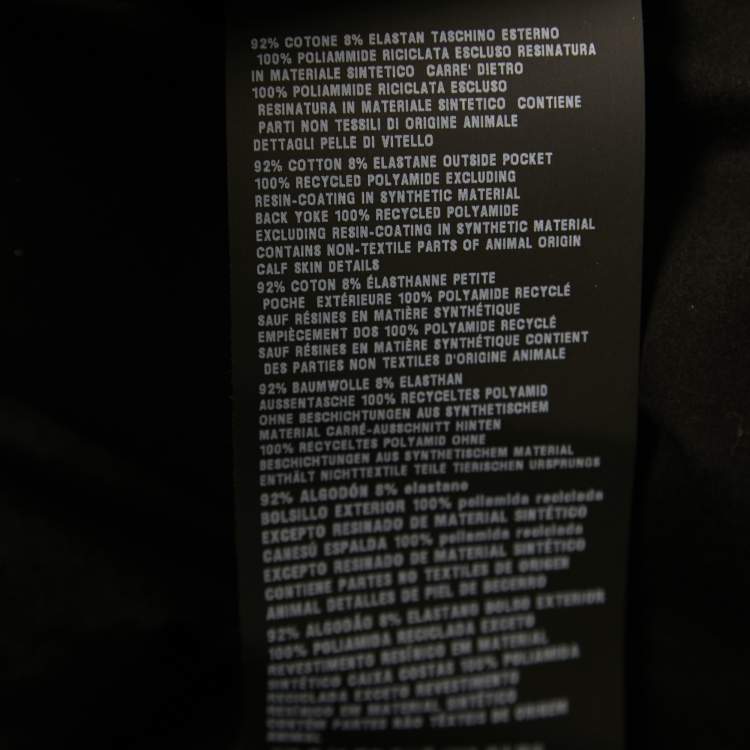 92% COTONE 8% ELASTAN TASCHINO ESTERNO
100% POLIAMMIDE RICICLATA ESCLUSO RESINATURA
IN MATERIALE SINTETICO CARRE' DIETRO
100% POLIAMMIDE RICICLATA ESCLUSO
RESINATURA IN MATERIALE SINTETICO CONTIENE
PARTI NON TESSILI DI ORIGINE ANIMALE
DETTAGLI PELLE DI VITELLO
92% COTTON 8% ELASTANE OUTSIDE POCKET
100% RECYCLED POLYAMIDE EXCLUDING
RESIN-COATING IN SYNTHETIC MATERIAL
BACK YOKE 100% RECYCLED POLYAMIDE
EXCLUDING RESIN-COATING IN SYNTHETIC MATERIAL
CONTAINS NON-TEXTILE PARTS OF ANIMAL ORIGIN
CALF SKIN DETAILS
92% COTON 8% ÉLASTHANNE PETITE
POCHE EXTÉRIEURE 100% POLYAMIDE RECYCLÉ
SAUF RÉSINES EN MATIÈRE SYNTHÉTIQUE
EMPIÈCEMENT DOS 100% POLYAMIDE RECYCLÉ
SAUF RÉSINES EN MATIÈRE SYNTHÉTIQUE CONTIENT
DES PARTIES NON TEXTILES D'ORIGINE ANIMALE
92% BAUMWOLLE 8% ELASTHAN
AUSSENTASCHE 100% RECYCELTES POLYAMID
OHNE BESCHICHTUNGEN AUS SYNTHETISCHEM
MATERIAL CARRÉ-AUSSCHNITT HINTEN
100% RECYCELTES POLYAMID OHNE
BESCHICHTUNGEN AUS SYNTHETISCHEM MATERIAL
ENTHÄLT NICHTTEXTILE TEILE TIERISCHEN URSPRUNGS
92% ALGODÓN 8% elastano
BOLSILLO EXTERIOR 100% poliamida reciclada
EXCEPTO RESINADO DE MATERIAL SINTÉTICO
CANESÚ ESPALDA 100% poliamida reciclada
EXCEPTO RESINADO DE MATERIAL SINTÉTICO
CONTIENE PARTES NO TEXTILES DE ORIGEN
ANIMAL DETALLES DE PIEL DE BECERRO
92% ALGODÃO 8% ELASTANO BOLSO EXTERIOR
100% POLIAMIDA RECICLADA EXCETO
REVESTIMENTO RESÍNICO EM MATERIAL
SINTÉTICO CAIXA COSTAS 100% POLIAMIDA
RECICLADA EXCETO REVESTIMENTO
RESÍNICO EM MATERIAL SINTÉTICO
CONTÉM PARTES NÃO TÊXTEIS DE ORIGEM